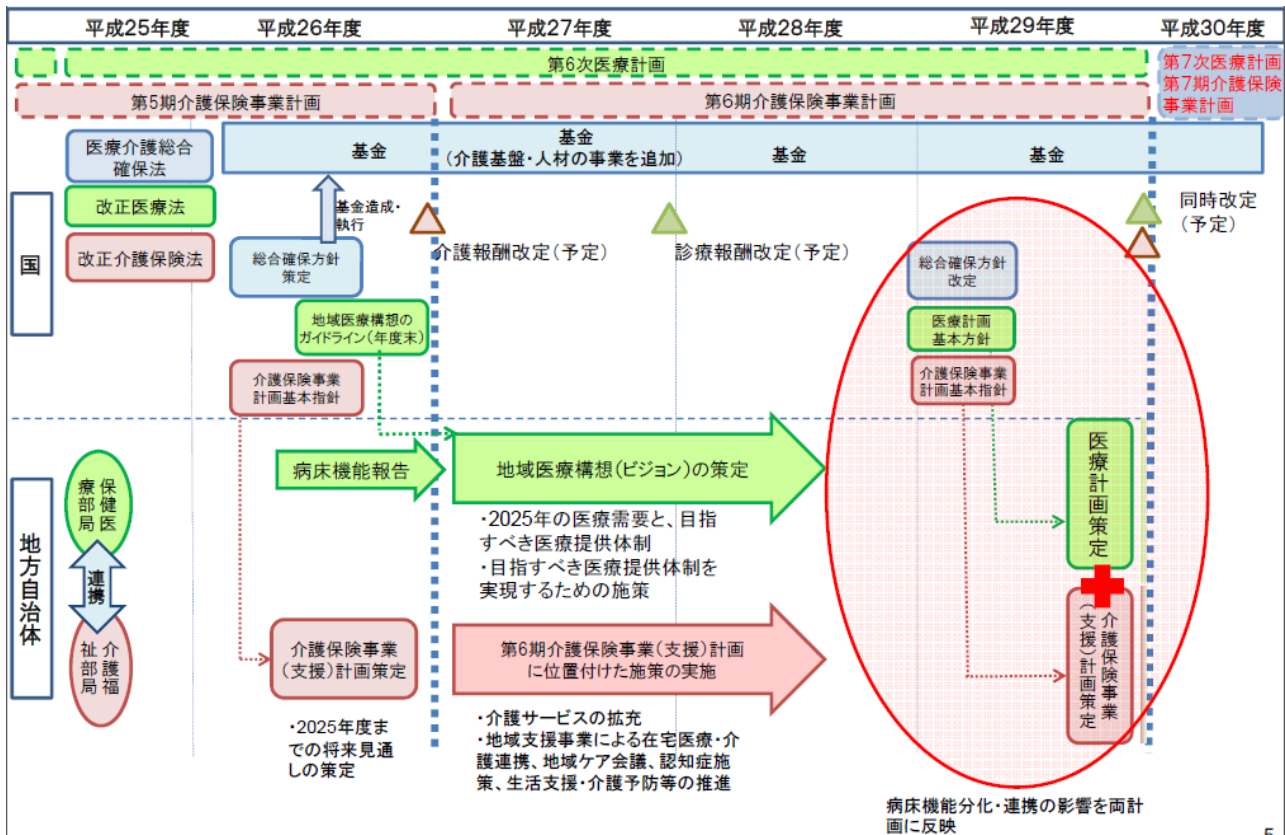 平成25年度
平成26年度
平成27年度
平成28年度
平成29年度
平成30年度
第6次医療計画
第7次医療計画
第7期介護保険
事業計画
第5期介護保険事業計画
第6期介護保険事業計画
医療介護総合
確保法
基金
基金
(介護基盤・人材の事業を追加)
基金
基金
改正医療法
基金造成・
執行
同時改定
(予定)
国
改正介護保険法
総合確保方針
策定
介護報酬改定(予定)
診療報酬改定(予定)
総合確保方針
改定
地域医療構想の
ガイドライン(年度末)
医療計画
基本方針
介護保険事業
計画基本指針
介護保険事業
計画基本指針
地方自治体
保健医
療部局
連携
介護福
祉部局
病床機能報告
地域医療構想(ビジョン)の策定
・2025年の医療需要と、目指
すべき医療提供体制
・目指すべき医療提供体制を
実現するための施策
医療計画策定
介護保険事業
(支援)計画策定
第6期介護保険事業(支援)計画
に位置付けた施策の実施
介護保険事業
(支援)計画策定
・2025年度ま
での将来見通
しの策定
・介護サービスの拡充
・地域支援事業による在宅医療・介
護連携、地域ケア会議、認知症施
策、生活支援・介護予防等の推進
病床機能分化・連携の影響を両計
画に反映
5